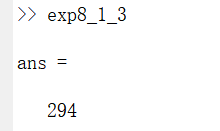 >> exp8_1_3
ans =
294